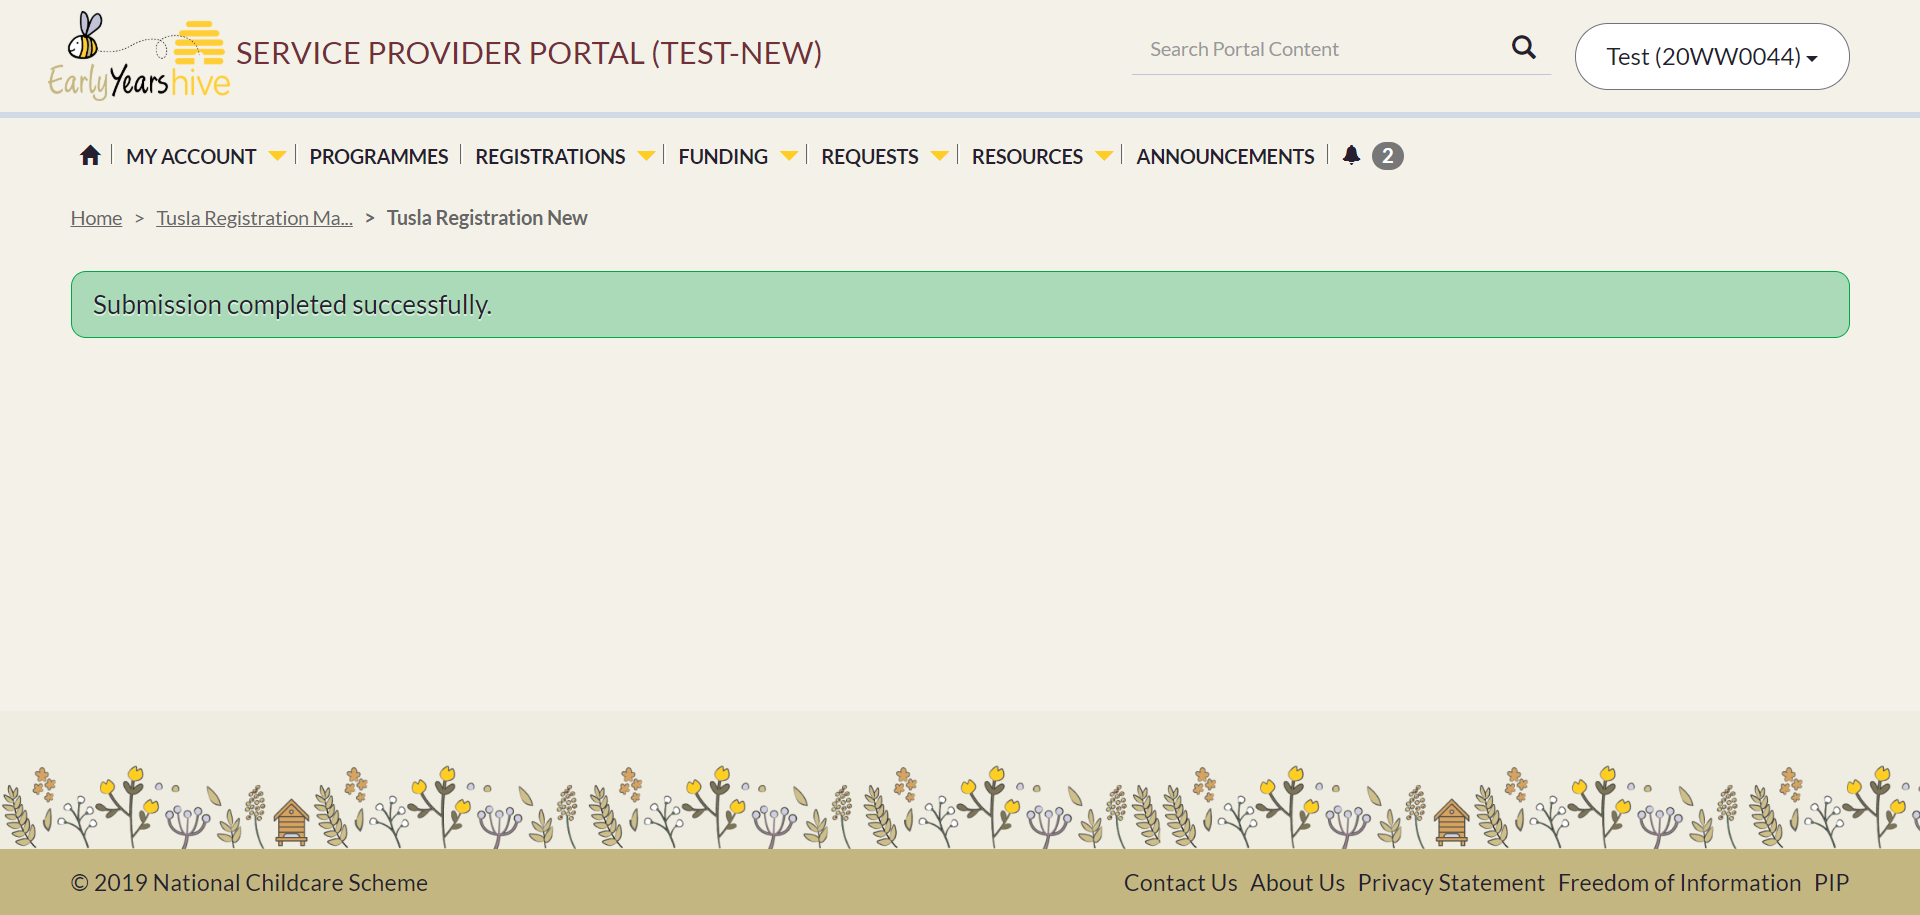 Early Years hive
SERVICE PROVIDER PORTAL (TEST-NEW)
Search Portal Content
Test (20WW0044)
MY ACCOUNT PROGRAMMES REGISTRATIONS FUNDING REQUESTS RESOURCES ANNOUNCEMENTS 2
Home > Tusla Registration Ma... > Tusla Registration New
Submission completed successfully.
© 2019 National Childcare Scheme
Contact Us About Us Privacy Statement Freedom of Information PIP